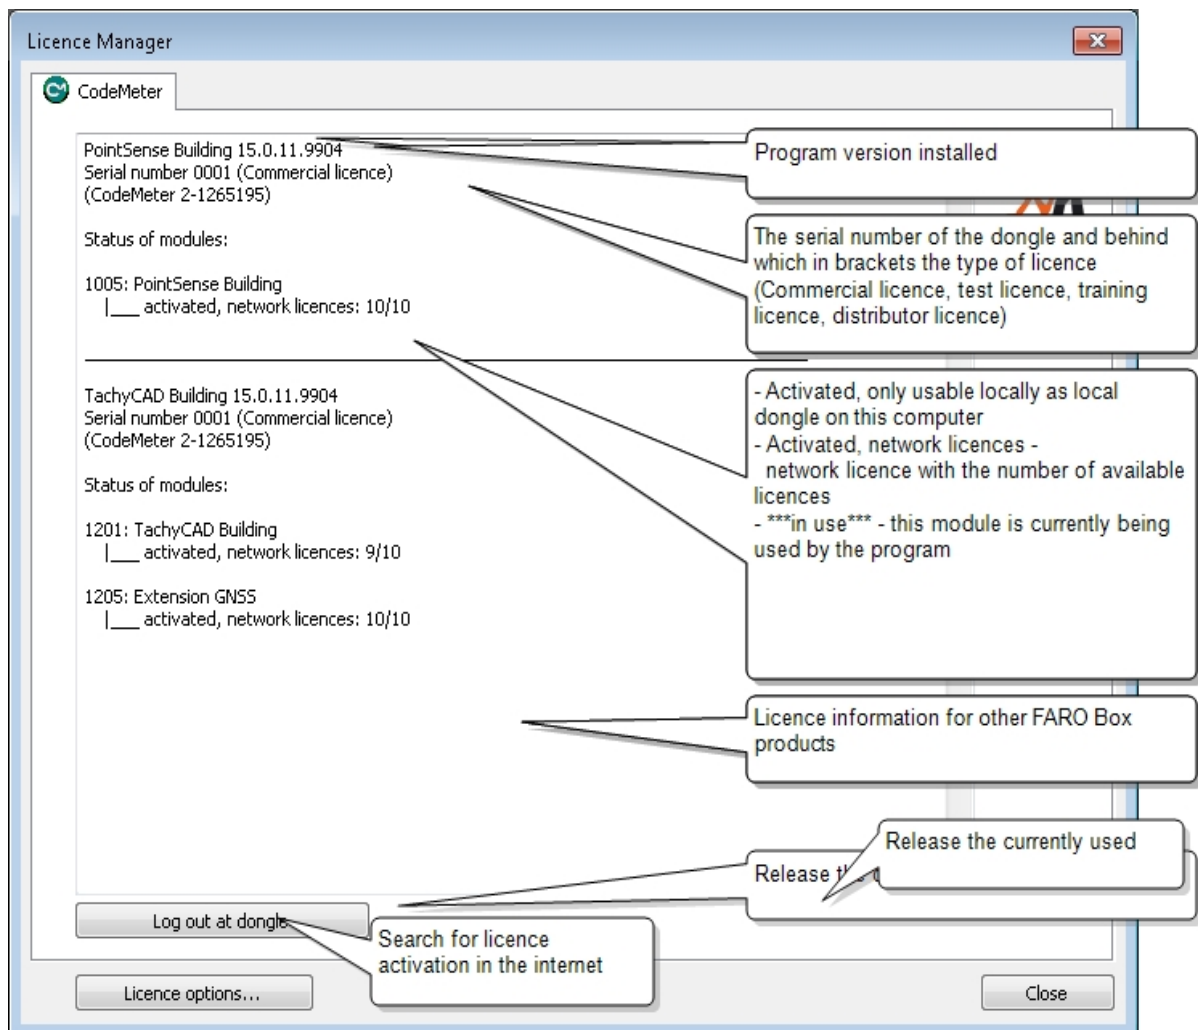 Licence Manager
CodeMeter
PointSense Building 15.0.11.9904
Serial number 0001 (Commercial licence)
(CodeMeter 2-1265195)
Status of modules:
1005: PointSense Building
|___ activated, network licences: 10/10
TachyCAD Building 15.0.11.9904
Serial number 0001 (Commercial licence)
(CodeMeter 2-1265195)
Status of modules:
1201: TachyCAD Building
|___ activated, network licences: 9/10
1205: Extension GNSS
|___ activated, network licences: 10/10
Program version installed
The serial number of the dongle and behind
which in brackets the type of licence
(Commercial licence, test licence, training
licence, distributor licence)
- Activated, only usable locally as local
dongle on this computer
- Activated, network licences -
network licence with the number of available
licences
- ***in use*** - this module is currently being
used by the program
Licence information for other FARO Box
products
Release the currently used
Release the
Log out at dongle
Search for licence
activation in the internet
Licence options...
Close